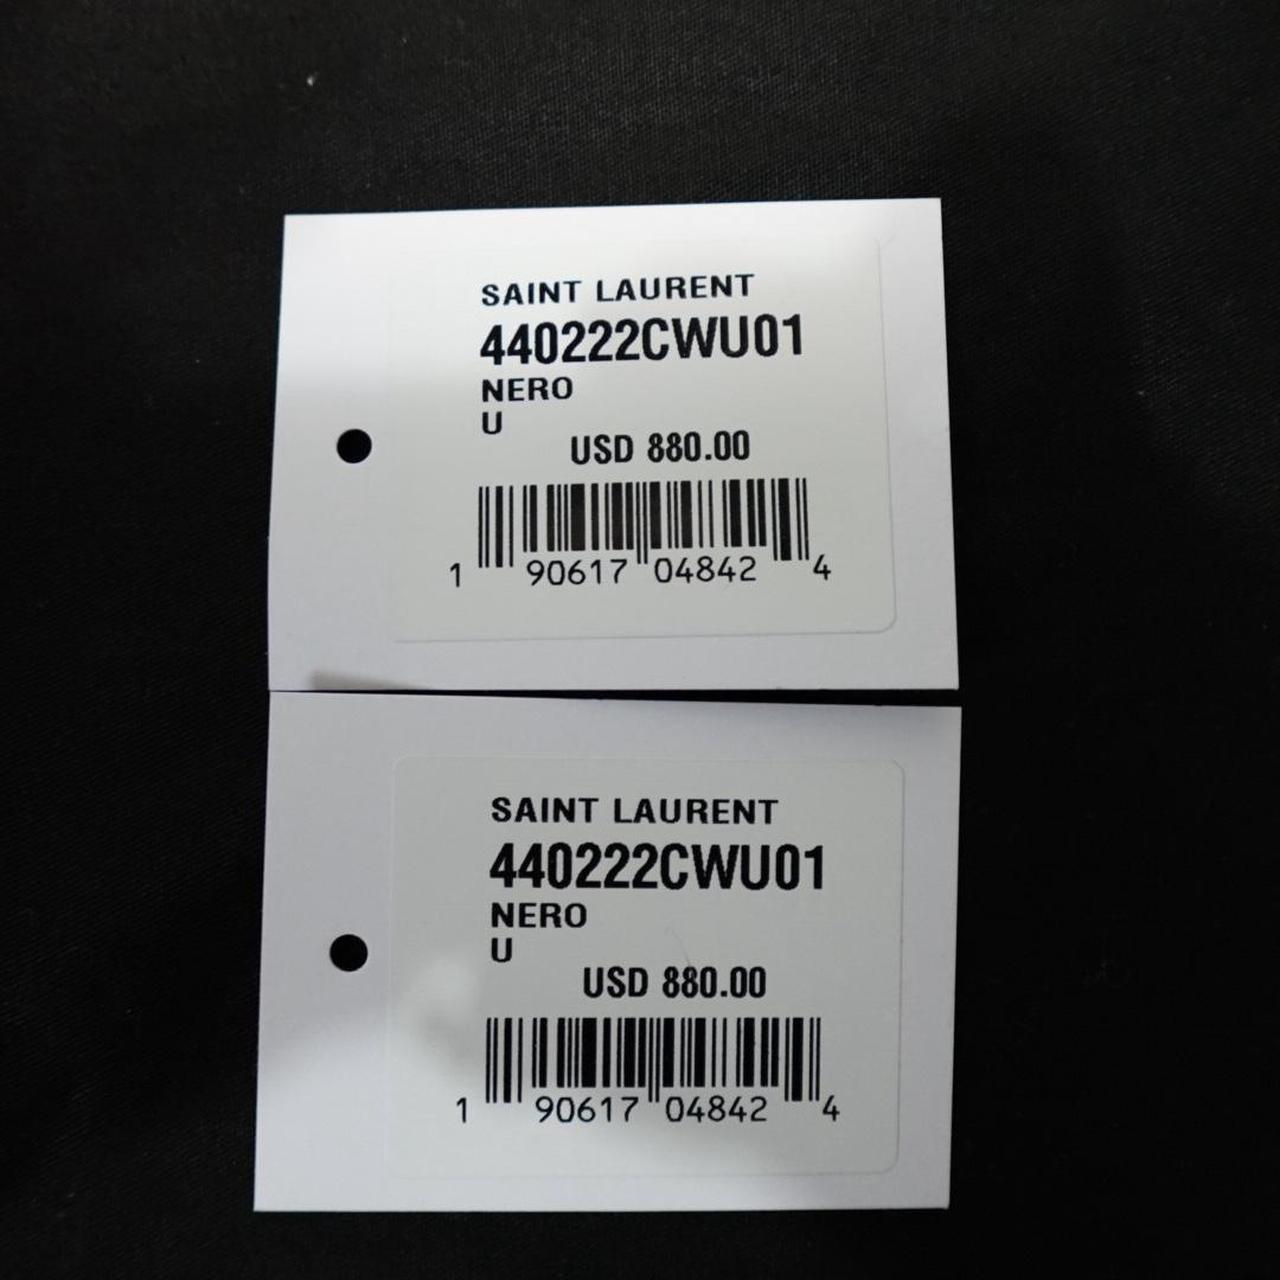 SAINT LAURENT
440222CWU01
NERO
U
USD 880.00
1 90617 04842 4
SAINT LAURENT
440222CWU01
NERO
U
USD 880.00
1 90617 04842 4